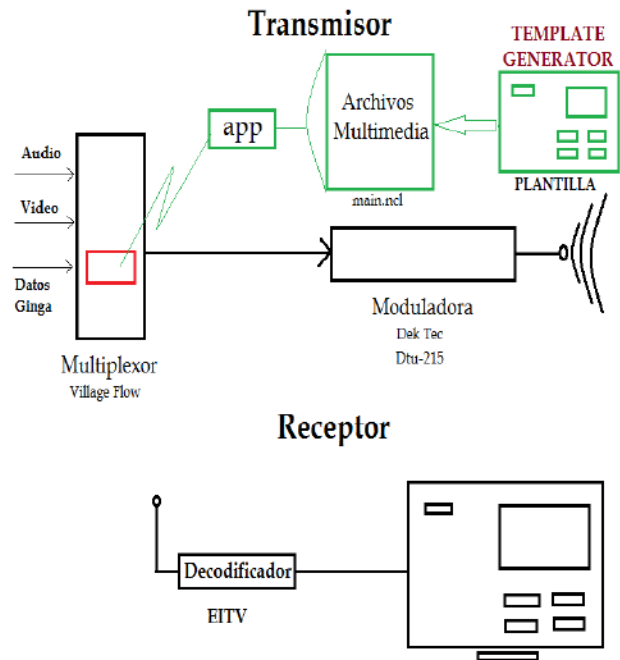 Transmisor
TEMPLATE
GENERATOR
Archivos
Multimedia
app
main.ncl
PLANTILLA
Audio
Video
Datos
Ginga
Multiplexor
Village Flow
Moduladora
Dek Tec
Dtu-215
Receptor
Decodificador
EITV